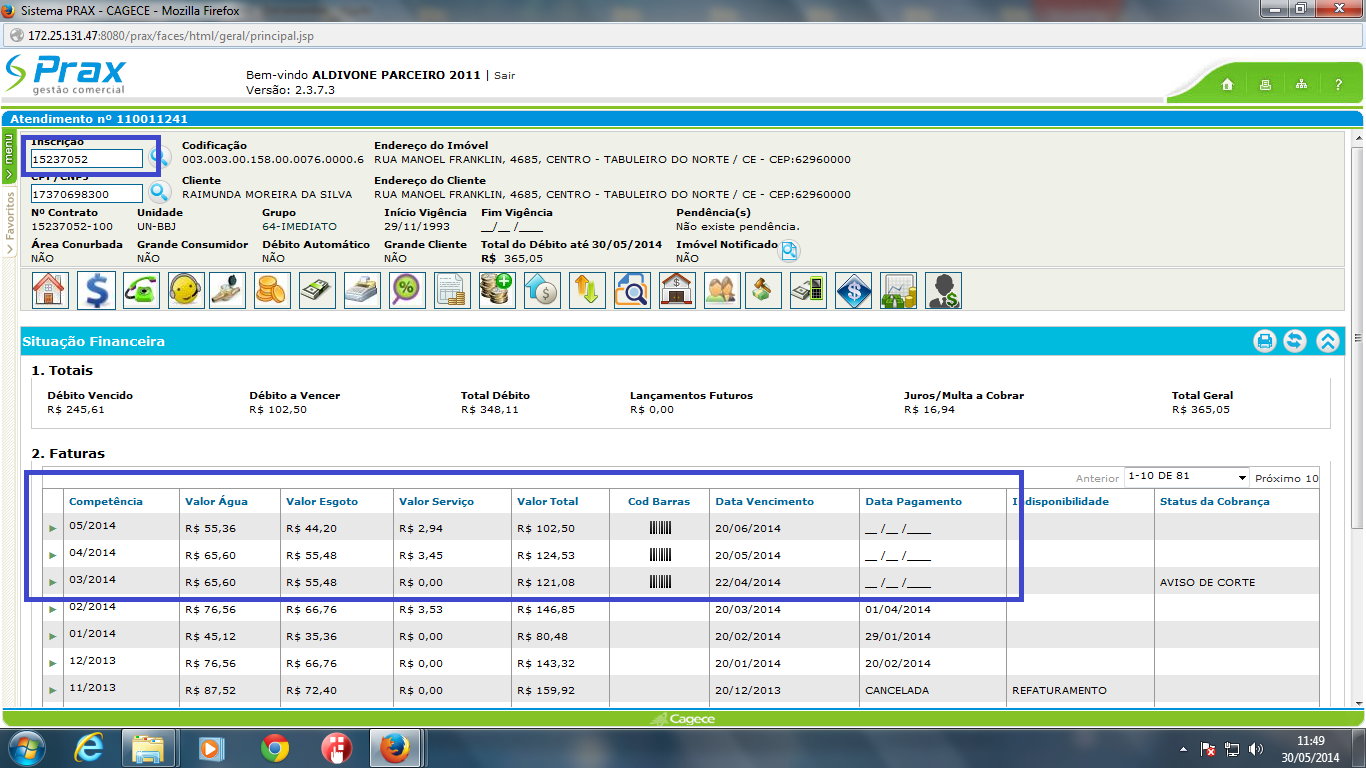 Sistema PRAX - CAGECE - Mozilla Firefox
172.25.131.47:8080/prax/faces/html/geral/principal.jsp
Prax
gestão comercial
Bem-vindo ALDIVONE PARCEIRO 2011 | Sair
Versão: 2.3.7.3
?
Atendimento nº 110011241
menu
Favoritos
Inscrição Codificação Endereço do Imóvel
15237052 003.003.00.158.00.0076.0000.6 RUA MANOEL FRANKLIN, 4685, CENTRO - TABULEIRO DO NORTE / CE - CEP:62960000
CPF/CNPJ Cliente Endereço do Cliente
17370698300 RAIMUNDA MOREIRA DA SILVA RUA MANOEL FRANKLIN, 4685, CENTRO - TABULEIRO DO NORTE / CE - CEP:62960000
Nº Contrato Unidade Grupo Início Vigência Fim Vigência Pendência(s)
15237052-100 UN-BBJ 64-IMEDIATO 29/11/1993 __/__ /____ Não existe pendência.
Área Conurbada Grande Consumidor Débito Automático Grande Cliente Total do Débito até 30/05/2014 Imóvel Notificado
NÃO NÃO NÃO NÃO R$ 365,05 NÃO
Situação Financeira
1. Totais
Débito Vencido Débito a Vencer Total Débito Lançamentos Futuros Juros/Multa a Cobrar Total Geral
R$ 245,61 R$ 102,50 R$ 348,11 R$ 0,00 R$ 16,94 R$ 365,05
2. Faturas
Anterior 1-10 DE 81 Próximo 10
Competência Valor Água Valor Esgoto Valor Serviço Valor Total Cod Barras Data Vencimento Data Pagamento Indisponibilidade Status da Cobrança
05/2014 R$ 55,36 R$ 44,20 R$ 2,94 R$ 102,50 20/06/2014 __ /__ /____
04/2014 R$ 65,60 R$ 55,48 R$ 3,45 R$ 124,53 20/05/2014 __ /__ /____
03/2014 R$ 65,60 R$ 55,48 R$ 0,00 R$ 121,08 22/04/2014 __ /__ /____ AVISO DE CORTE
02/2014 R$ 76,56 R$ 66,76 R$ 3,53 R$ 146,85 20/03/2014 01/04/2014
01/2014 R$ 45,12 R$ 35,36 R$ 0,00 R$ 80,48 20/02/2014 29/01/2014
12/2013 R$ 76,56 R$ 66,76 R$ 0,00 R$ 143,32 20/01/2014 20/02/2014
11/2013 R$ 87,52 R$ 72,40 R$ 0,00 R$ 159,92 20/12/2013 CANCELADA REFATURAMENTO
Cagece
11:49
30/05/2014